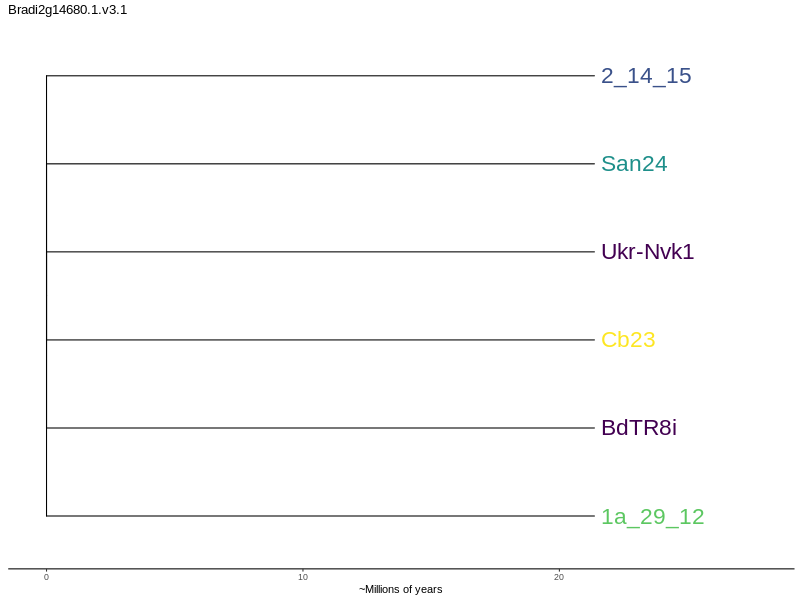 Bradi2g14680.1.v3.1
2_14_15
San24
Ukr-Nvk1
Cb23
BdTR8i
1a_29_12
0 10 20
~Millions of years